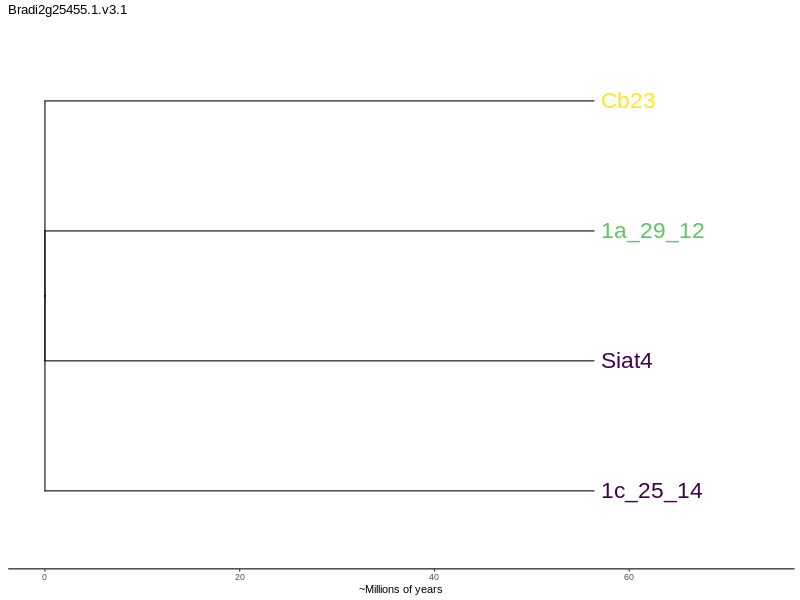 Bradi2g25455.1.v3.1
Cb23
1a_29_12
Siat4
1c_25_14
0 20 40 60
~Millions of years